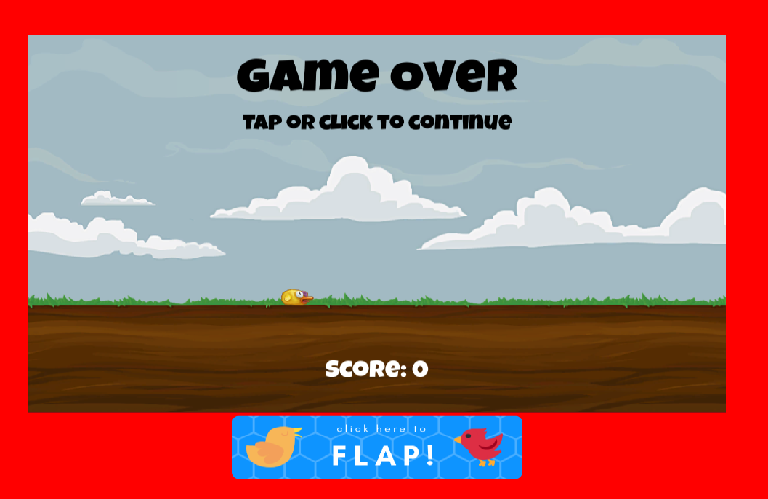 Game Over
Tap or click to continue
Score: 0
click here to
FLAP!